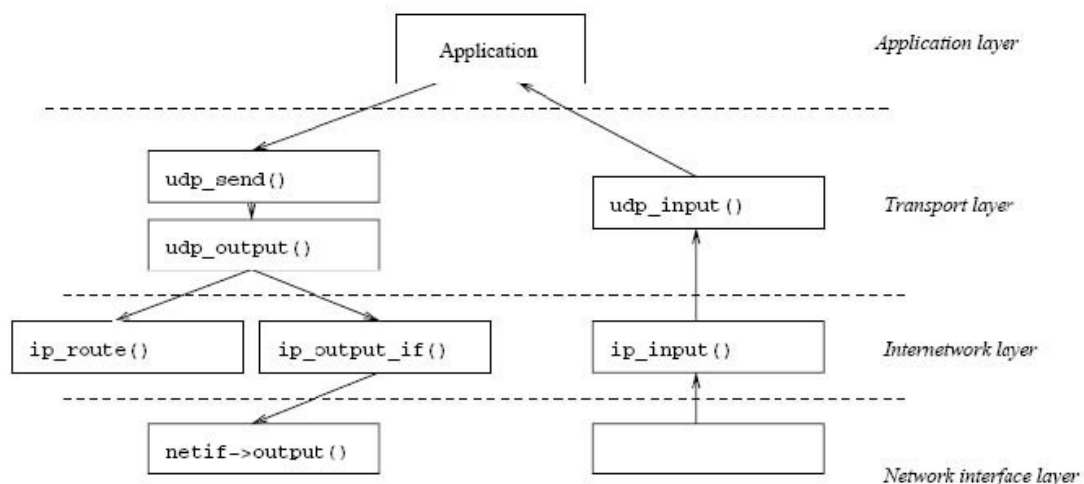 Application
Application layer
udp_send()
udp_input()
Transport layer
udp_output()
ip_route()
ip_output_if()
ip_input()
Internetwork layer
netif->output()
Network interface layer